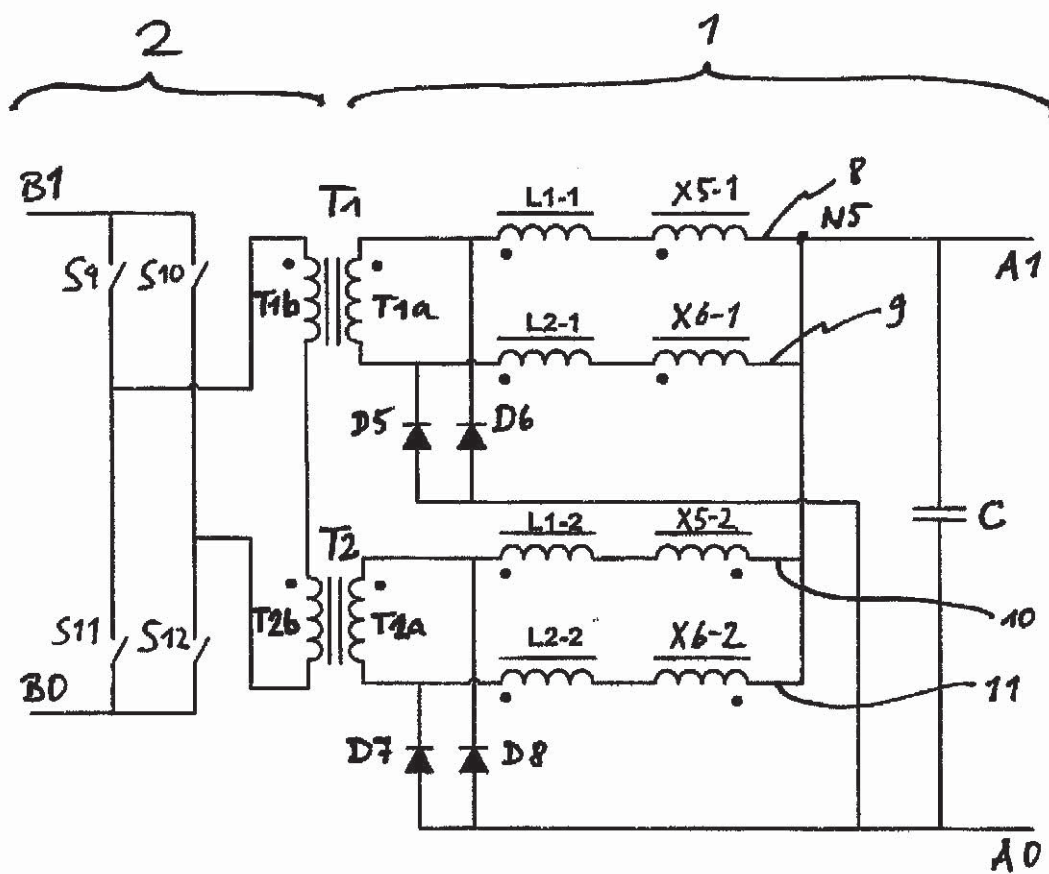 2
1
B1
T1
L1-1
X5-1
8
N5
A1
S9
S10
T1b
T1a
L2-1
X6-1
9
D5
D6
C
T2
L1-2
X5-2
T2b
T2a
10
S11
S12
L2-2
X6-2
11
B0
D7
D8
A0